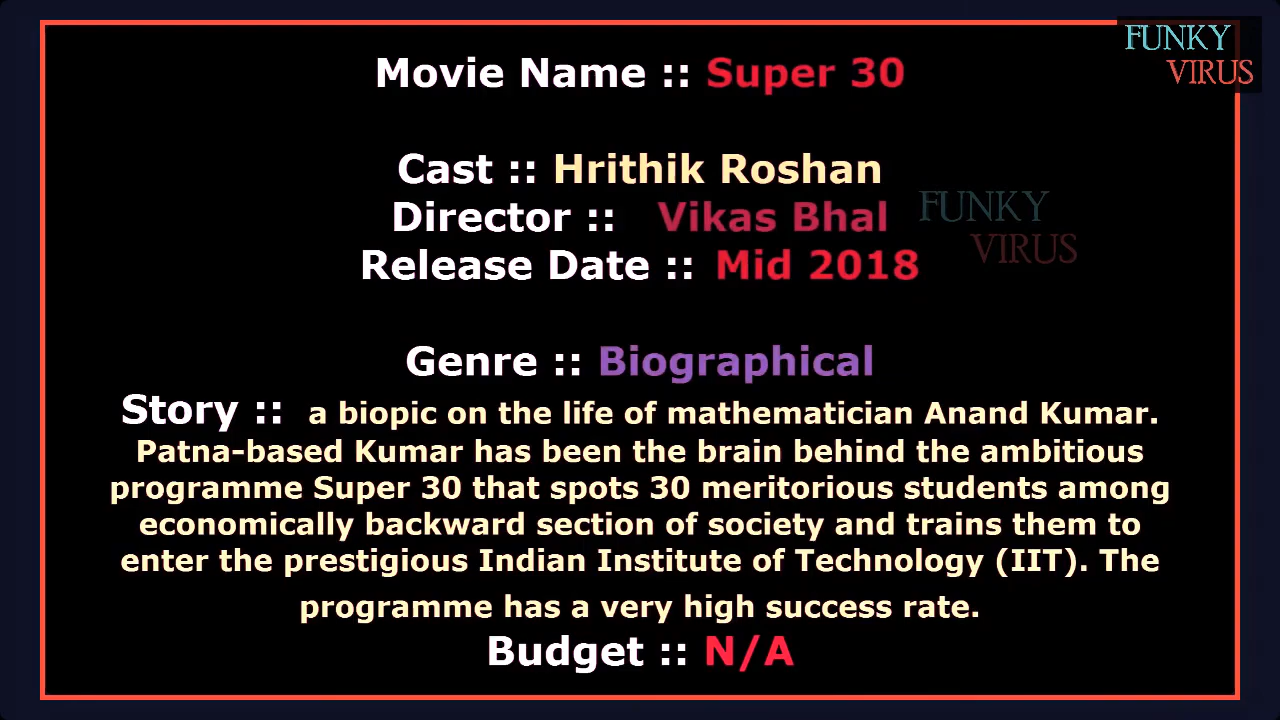 FUNKY
VIRUS
Movie Name :: Super 30
Cast :: Hrithik Roshan
Director :: Vikas Bhal
Release Date :: Mid 2018
FUNKY
VIRUS
Genre :: Biographical
Story :: a biopic on the life of mathematician Anand Kumar.
Patna-based Kumar has been the brain behind the ambitious
programme Super 30 that spots 30 meritorious students among
economically backward section of society and trains them to
enter the prestigious Indian Institute of Technology (IIT). The
programme has a very high success rate.
Budget :: N/A